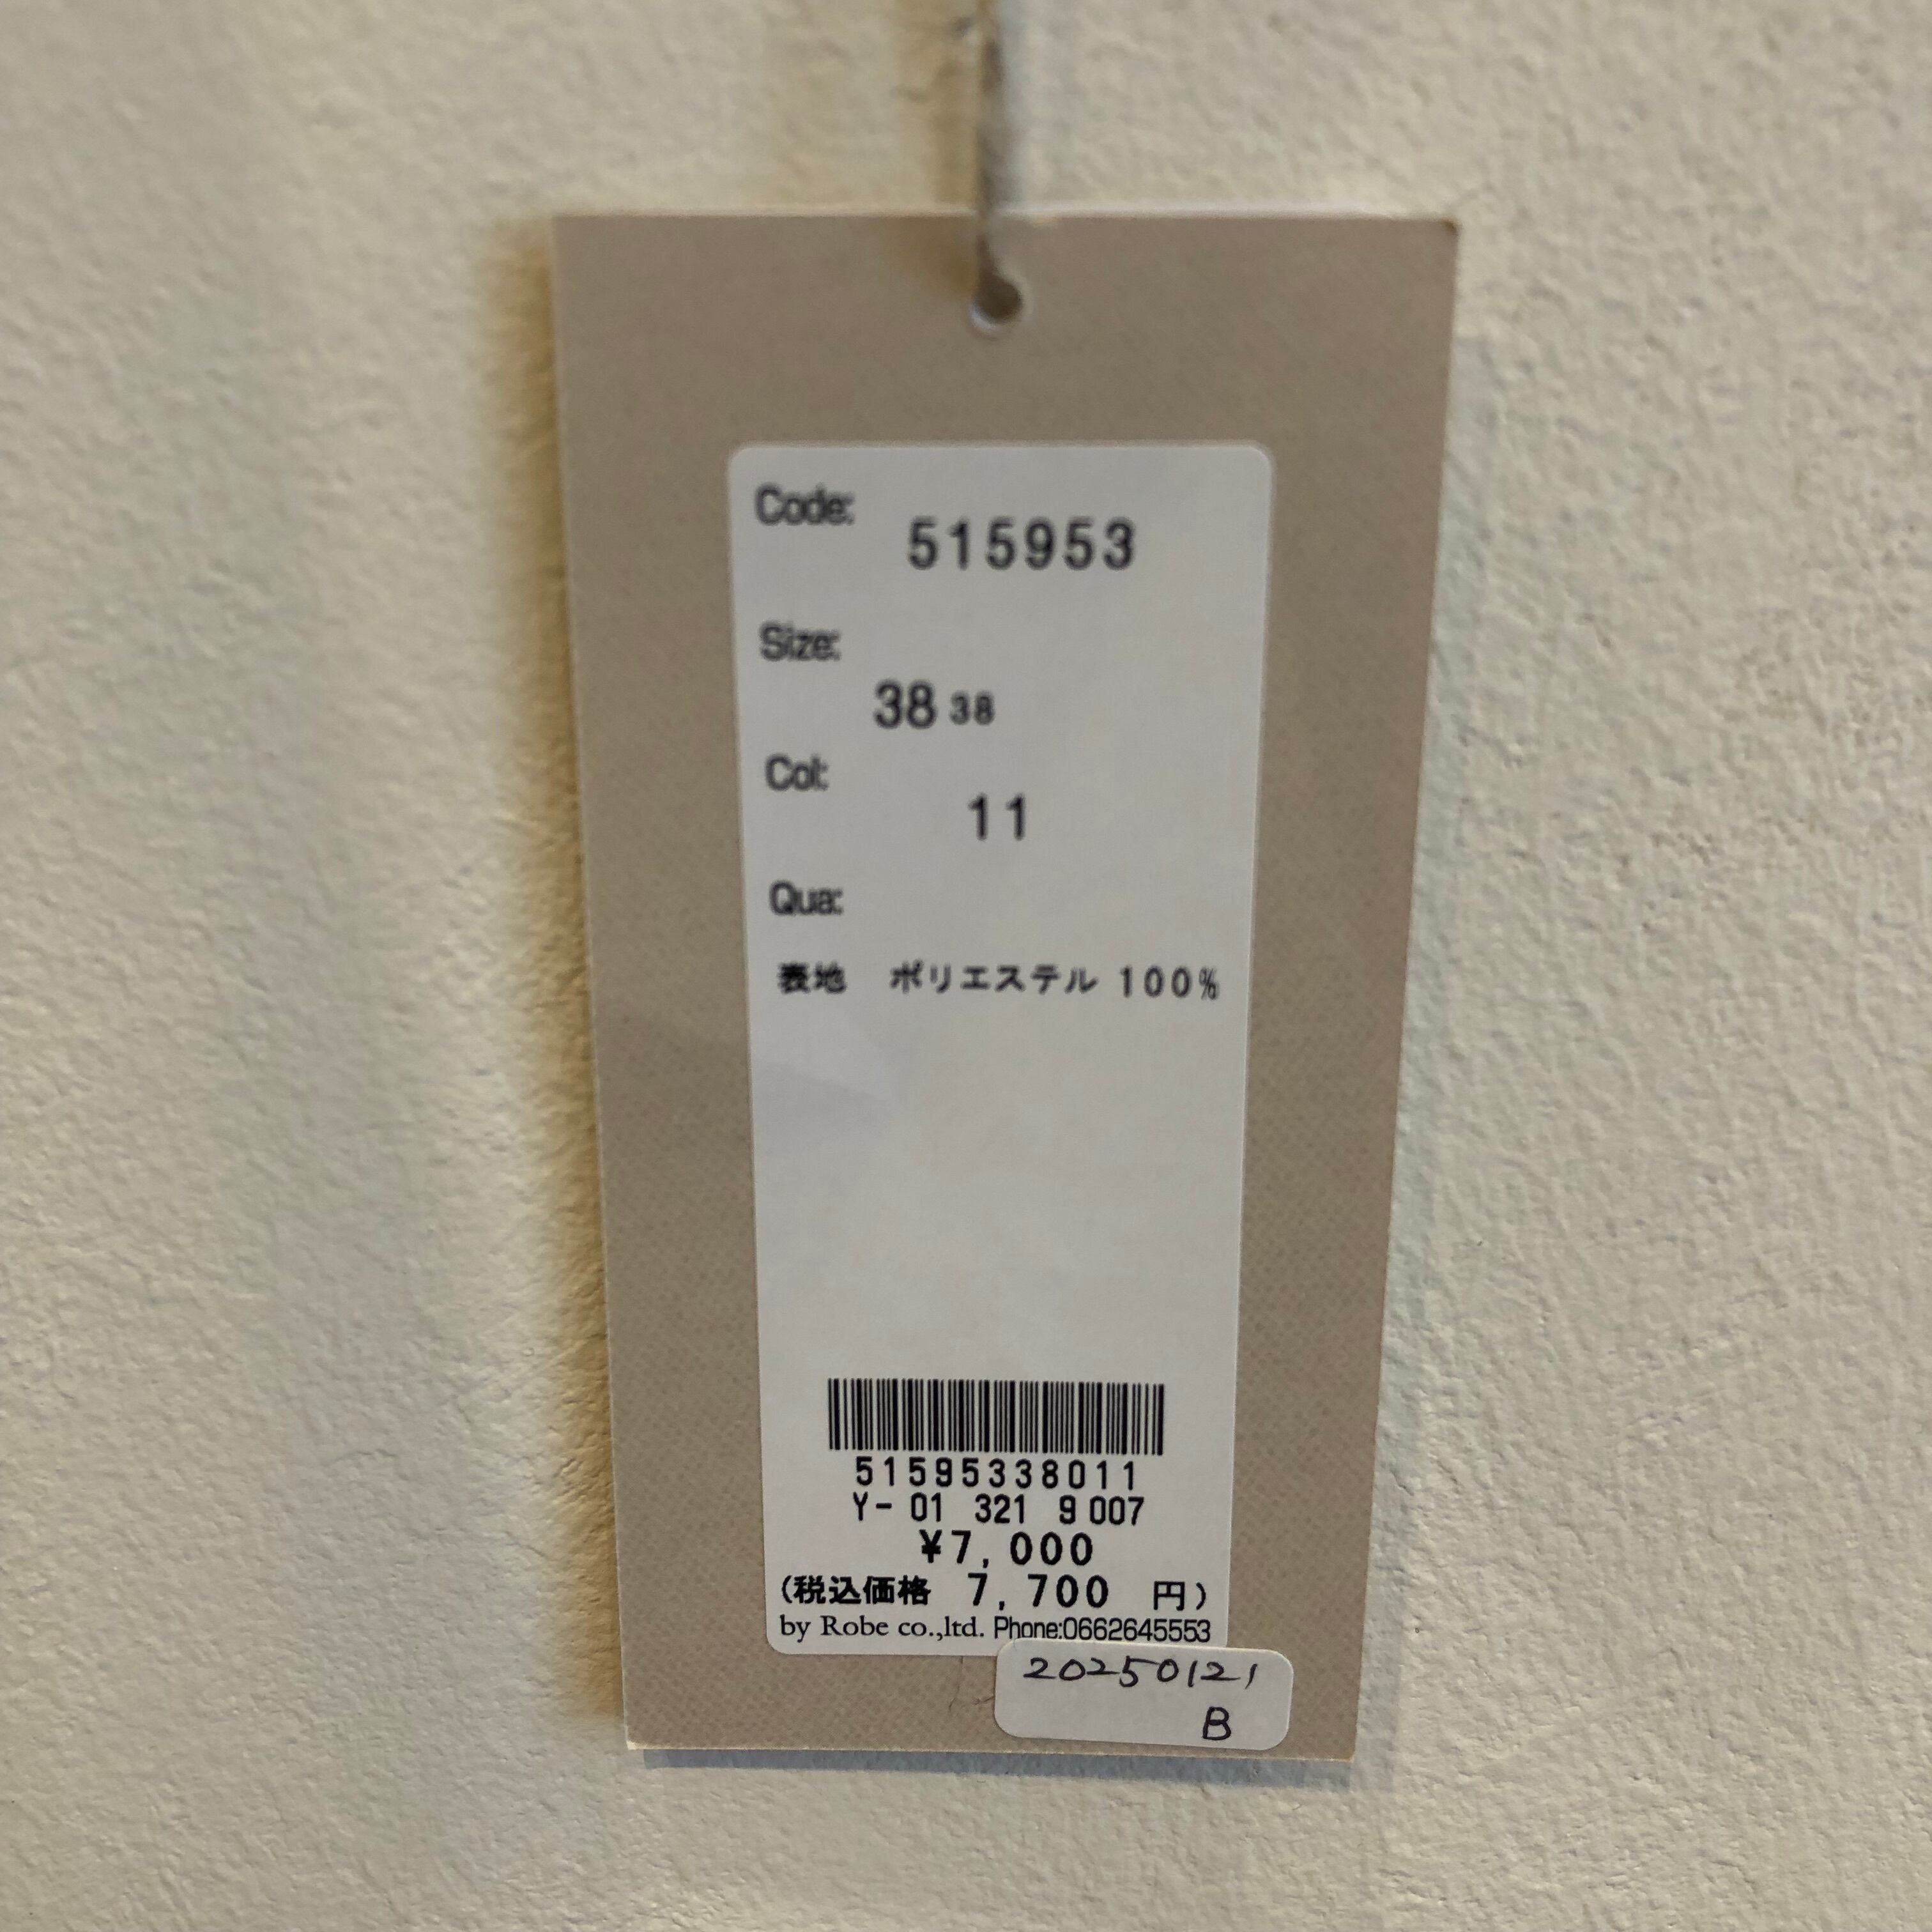 Code:
515953
Size:
38 38
Col:
11
Qua:
表地 ポリエステル 100%
51595338011
Y- 01 321 9 007
¥7,000
(税込価格 7,700 円)
by Robe co.,ltd. Phone:0662645553
20250121
B